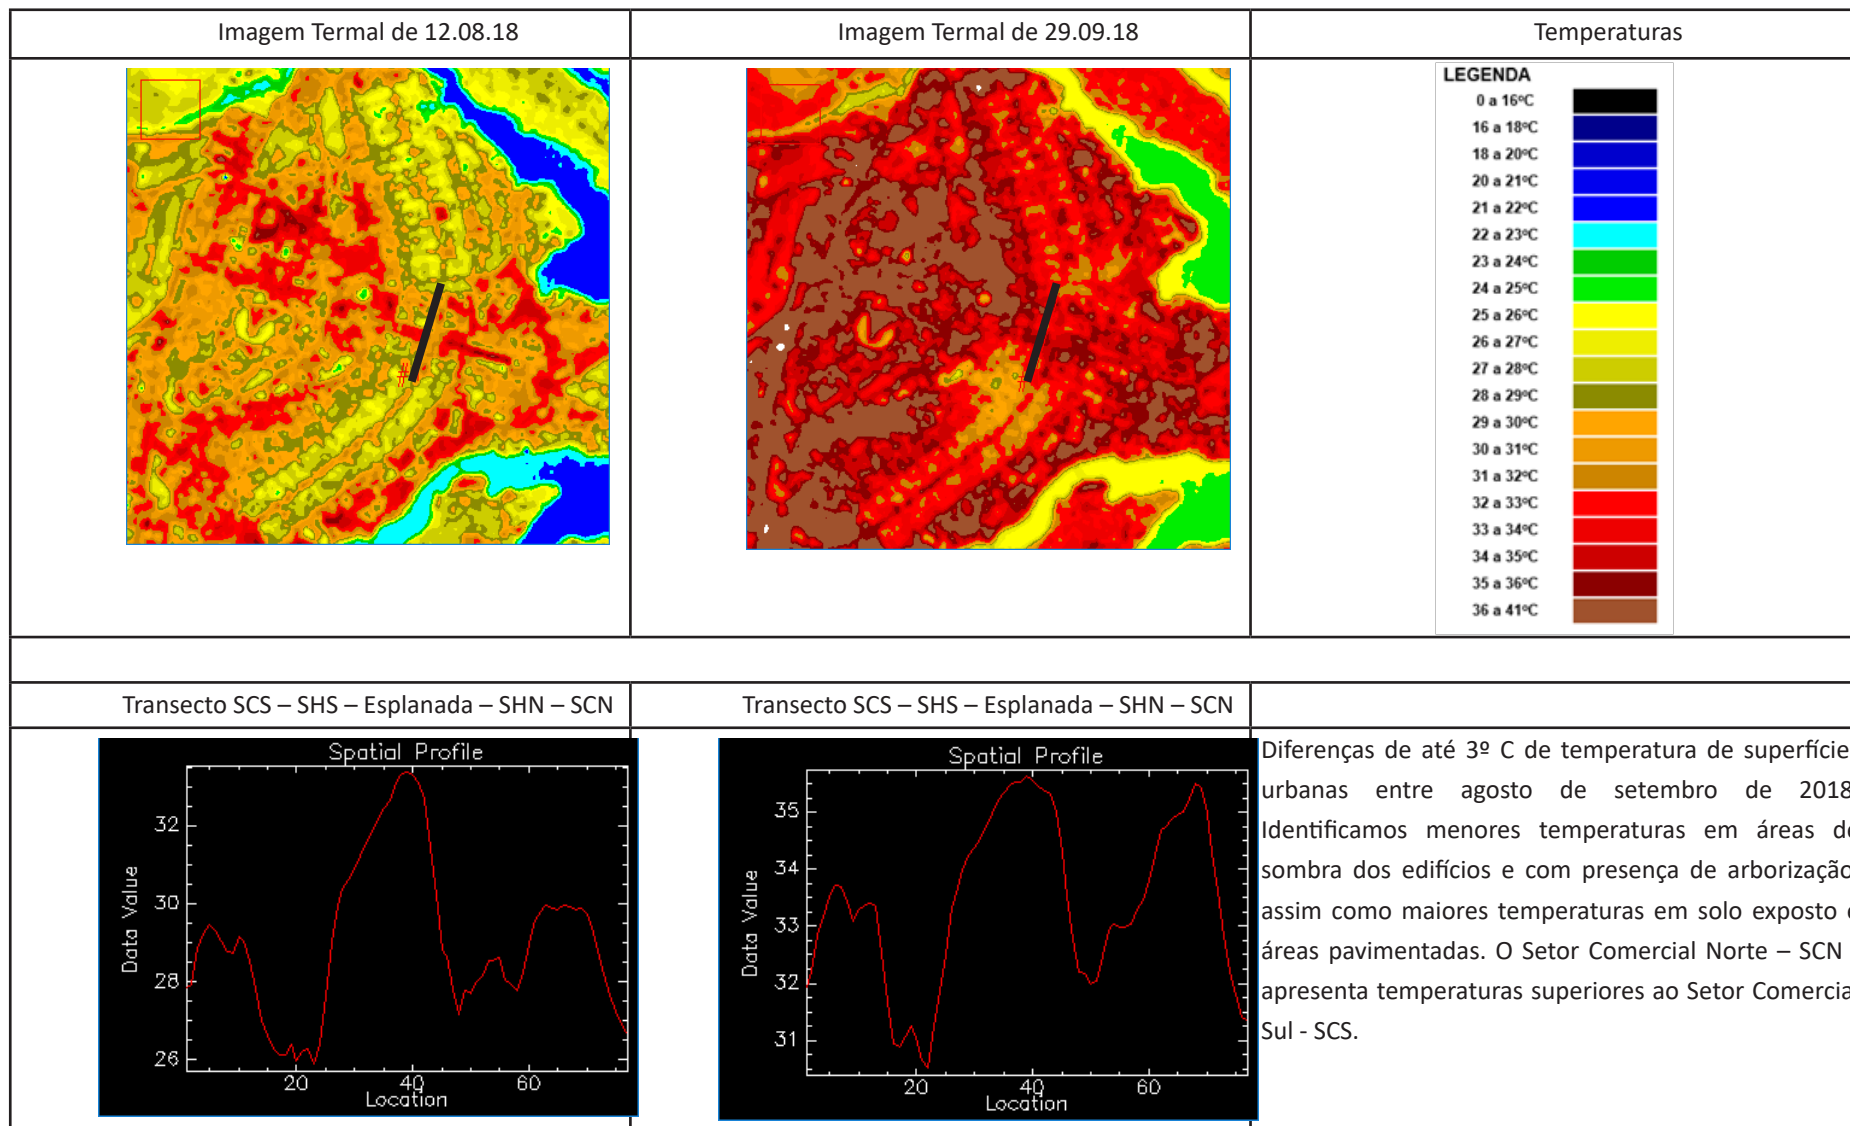 Imagem Termal de 12.08.18
Imagem Termal de 29.09.18
Temperaturas
LEGENDA
0 a 16ºC
16 a 18ºC
18 a 20ºC
20 a 21ºC
21 a 22ºC
22 a 23ºC
23 a 24ºC
24 a 25ºC
25 a 26ºC
26 a 27ºC
27 a 28ºC
28 a 29ºC
29 a 30ºC
30 a 31ºC
31 a 32ºC
32 a 33ºC
33 a 34ºC
34 a 35ºC
35 a 36ºC
36 a 41ºC
#
#
Transecto SCS – SHS – Esplanada – SHN – SCN
Transecto SCS – SHS – Esplanada – SHN – SCN
Spatial Profile
Data Value
32
30
28
26
20
40
60
Location
Spatial Profile
Data Value
35
34
33
32
31
20
40
60
Location
Diferenças de até 3º C de temperatura de superfície
urbanas entre agosto de setembro de 2018
Identificamos menores temperaturas em áreas de
sombra dos edifícios e com presença de arborização
assim como maiores temperaturas em solo exposto e
áreas pavimentadas. O Setor Comercial Norte – SCN
apresenta temperaturas superiores ao Setor Comercia
Sul - SCS.